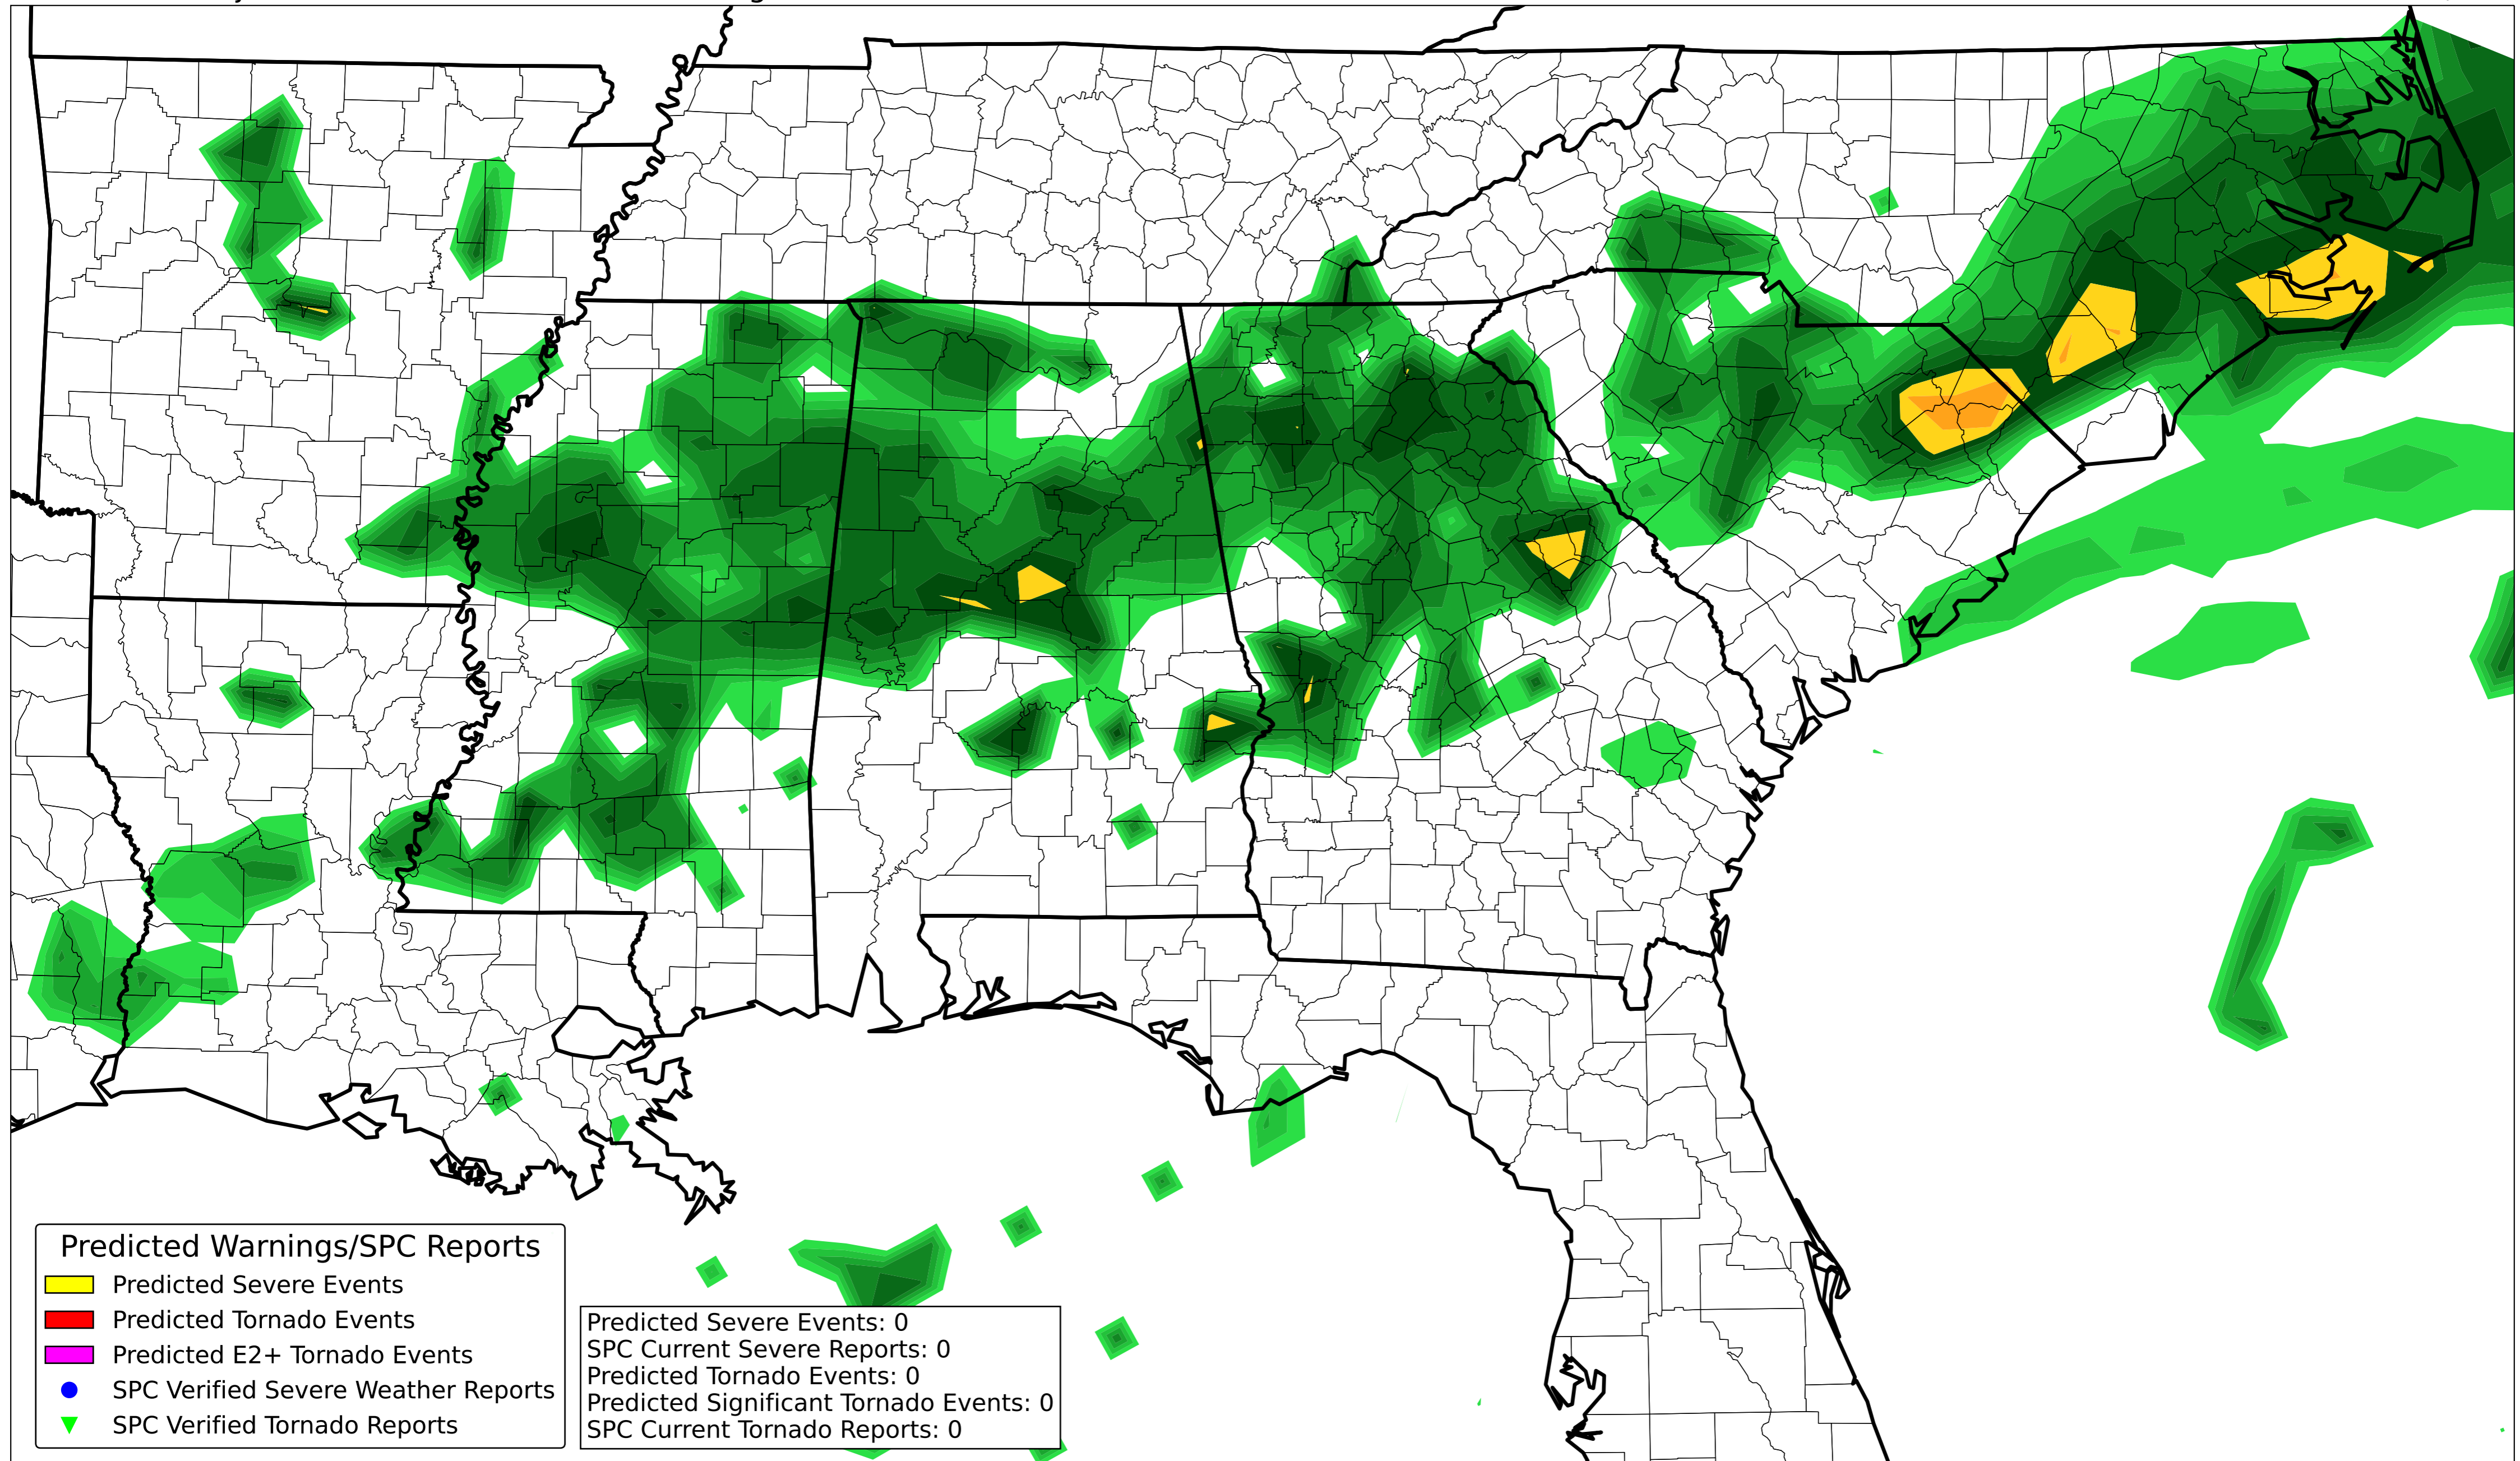 Predicted Warnings/SPC Reports
Predicted Severe Events
Predicted Tornado Events
Predicted E2+ Tornado Events
SPC Verified Severe Weather Reports
SPC Verified Tornado Reports
Predicted Severe Events: 0
SPC Current Severe Reports: 0
Predicted Tornado Events: 0
Predicted Significant Tornado Events: 0
SPC Current Tornado Reports: 0